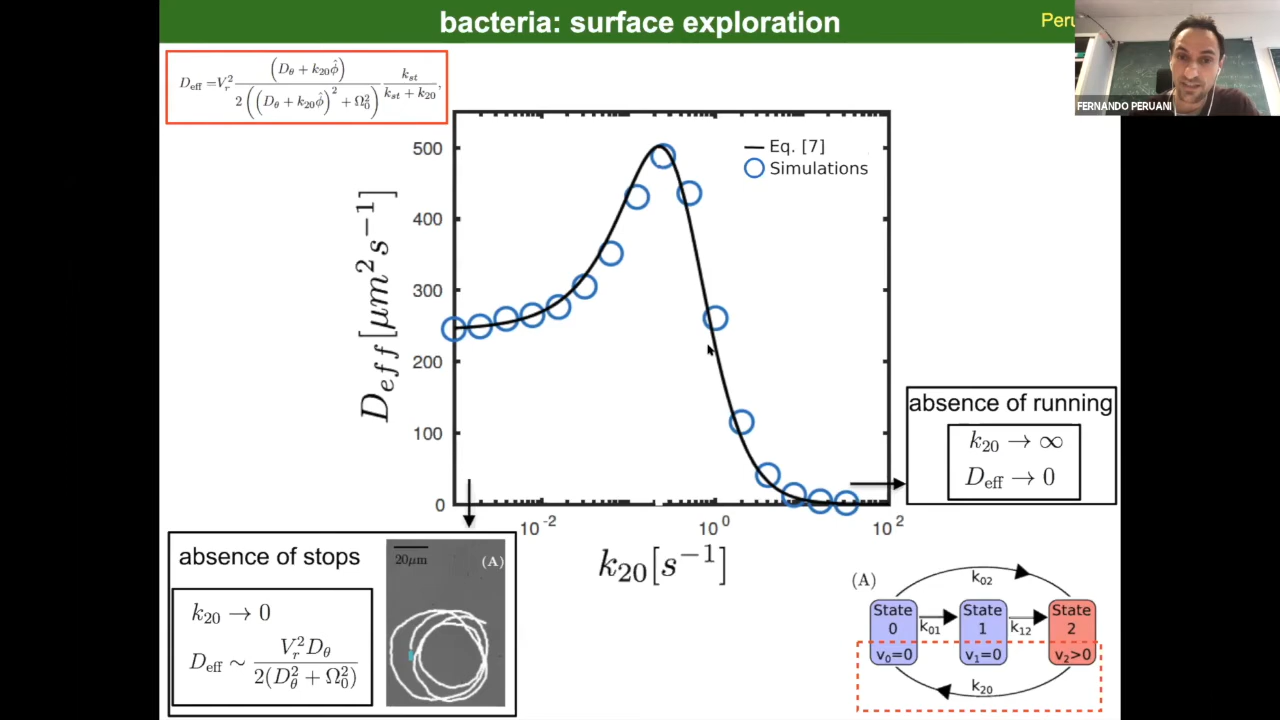 bacteria: surface exploration
Peru
FERNANDO PERUANI
D_eff = V_r^2 (D_θ + k_20 φ̂) / 2((D_θ + k_20 φ̂)^2 + Ω_0^2) k_st / (k_st + k_20),
Eq. [7]
Simulations
500
400
300
200
100
0
D_eff [μm^2 s^-1]
10^-2
10^0
10^2
k_20 [s^-1]
absence of running
k_20 → ∞
D_eff → 0
absence of stops
k_20 → 0
D_eff ~ V_r^2 D_θ / 2(D_θ^2 + Ω_0^2)
20μm
(A)
(A)
k_02
State 0
State 1
State 2
k_01
k_12
v_0=0
v_1=0
v_2>0
k_20